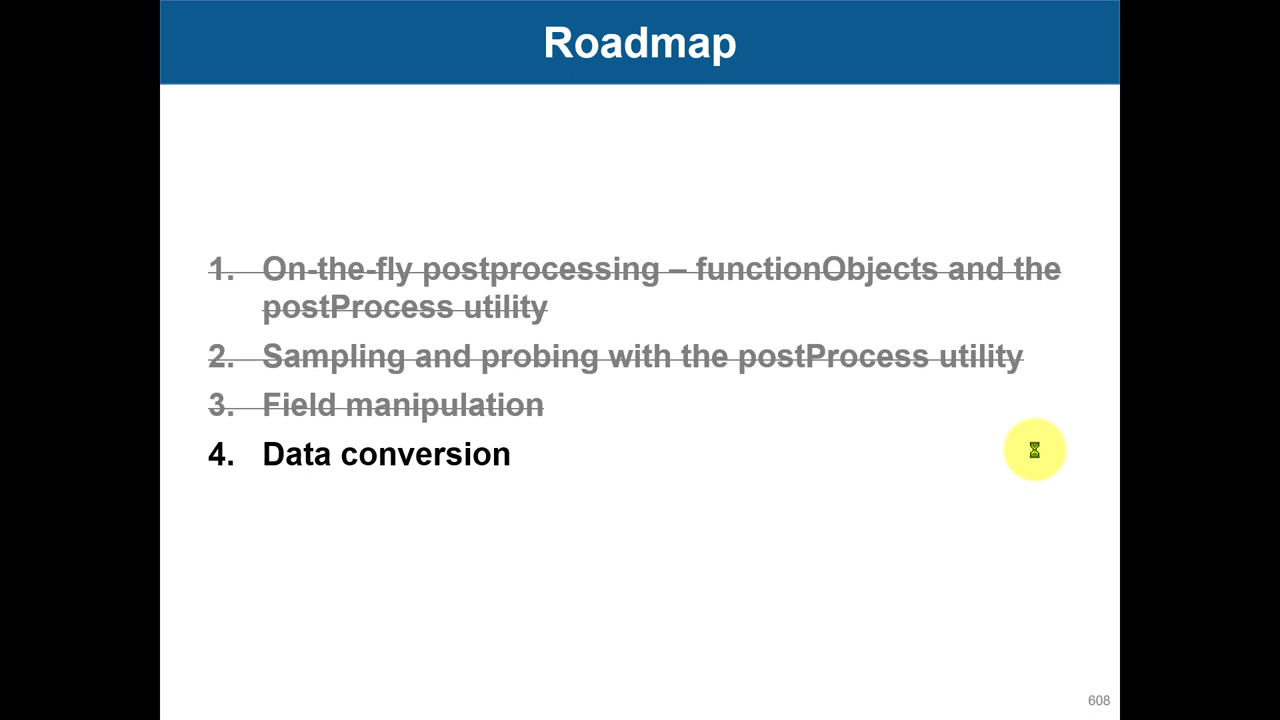 Roadmap
1. On-the-fly postprocessing – functionObjects and the
postProcess utility
2. Sampling and probing with the postProcess utility
3. Field manipulation
4. Data conversion
608